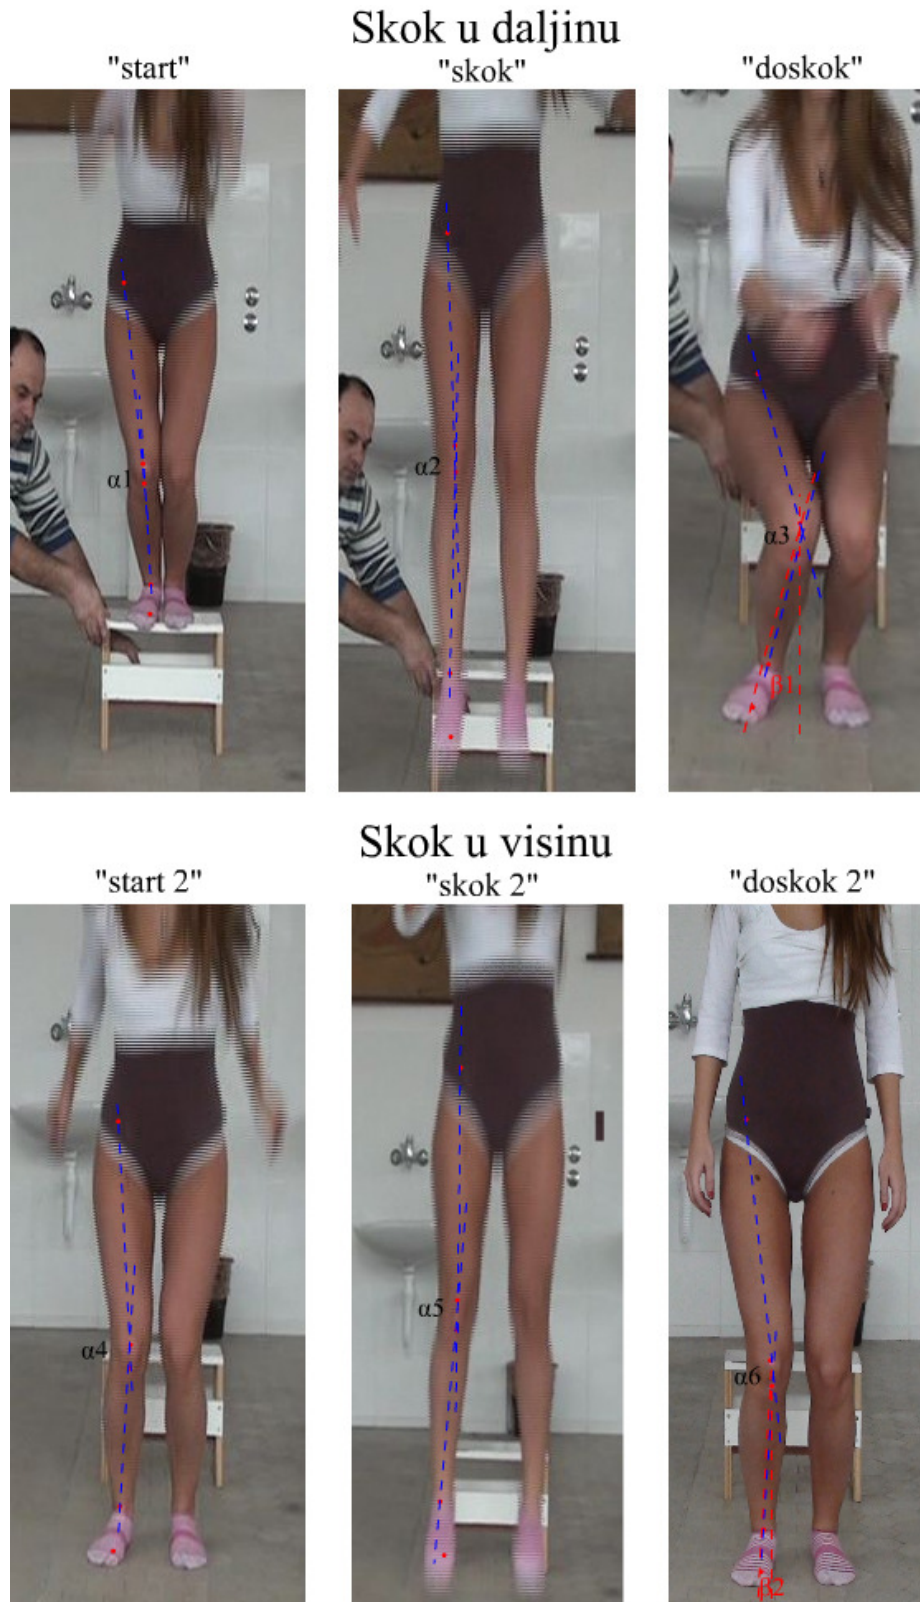 Skok u daljinu
"start"
"skok"
"doskok"
α1
α2
α3
β1
Skok u visinu
"start 2"
"skok 2"
"doskok 2"
α4
α5
α6
β2